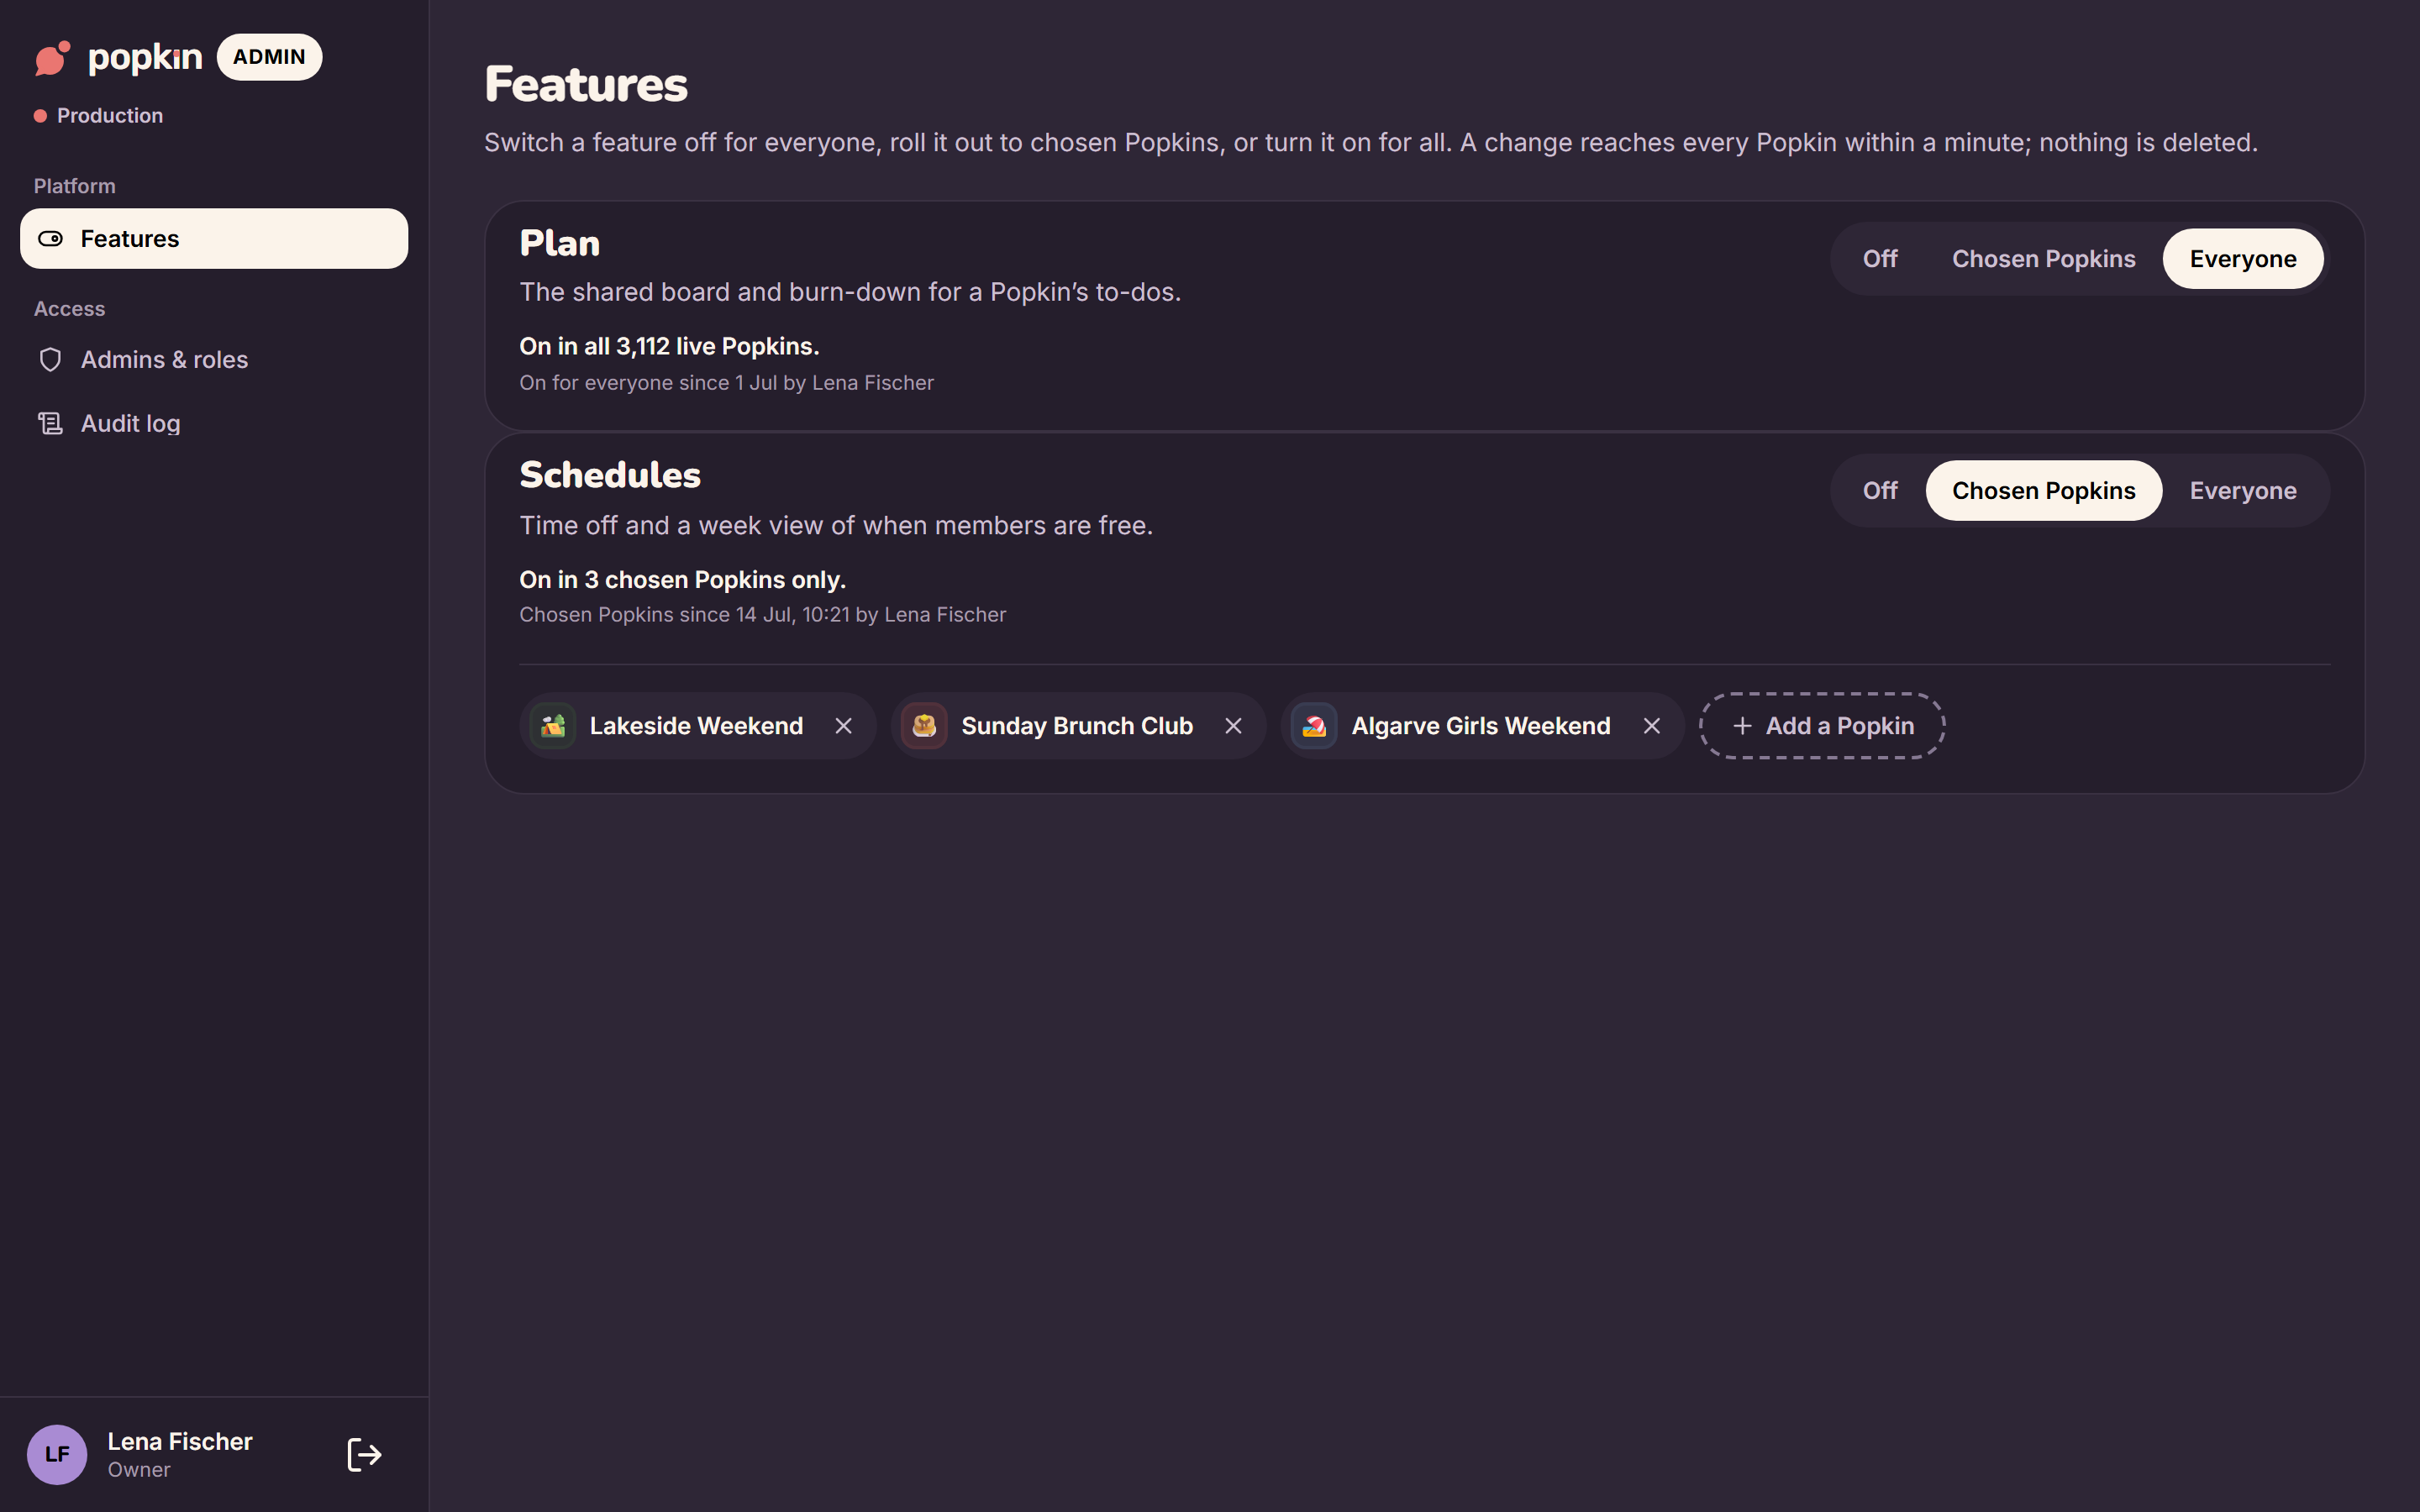 popkin ADMIN
Production
Platform
Features
Access
Admins & roles
Audit log
LF
Lena Fischer
Owner
Features
Switch a feature off for everyone, roll it out to chosen Popkins, or turn it on for all. A change reaches every Popkin within a minute; nothing is deleted.
Plan
Off Chosen Popkins Everyone
The shared board and burn-down for a Popkin’s to-dos.
On in all 3,112 live Popkins.
On for everyone since 1 Jul by Lena Fischer
Schedules
Off Chosen Popkins Everyone
Time off and a week view of when members are free.
On in 3 chosen Popkins only.
Chosen Popkins since 14 Jul, 10:21 by Lena Fischer
Lakeside Weekend Sunday Brunch Club Algarve Girls Weekend Add a Popkin